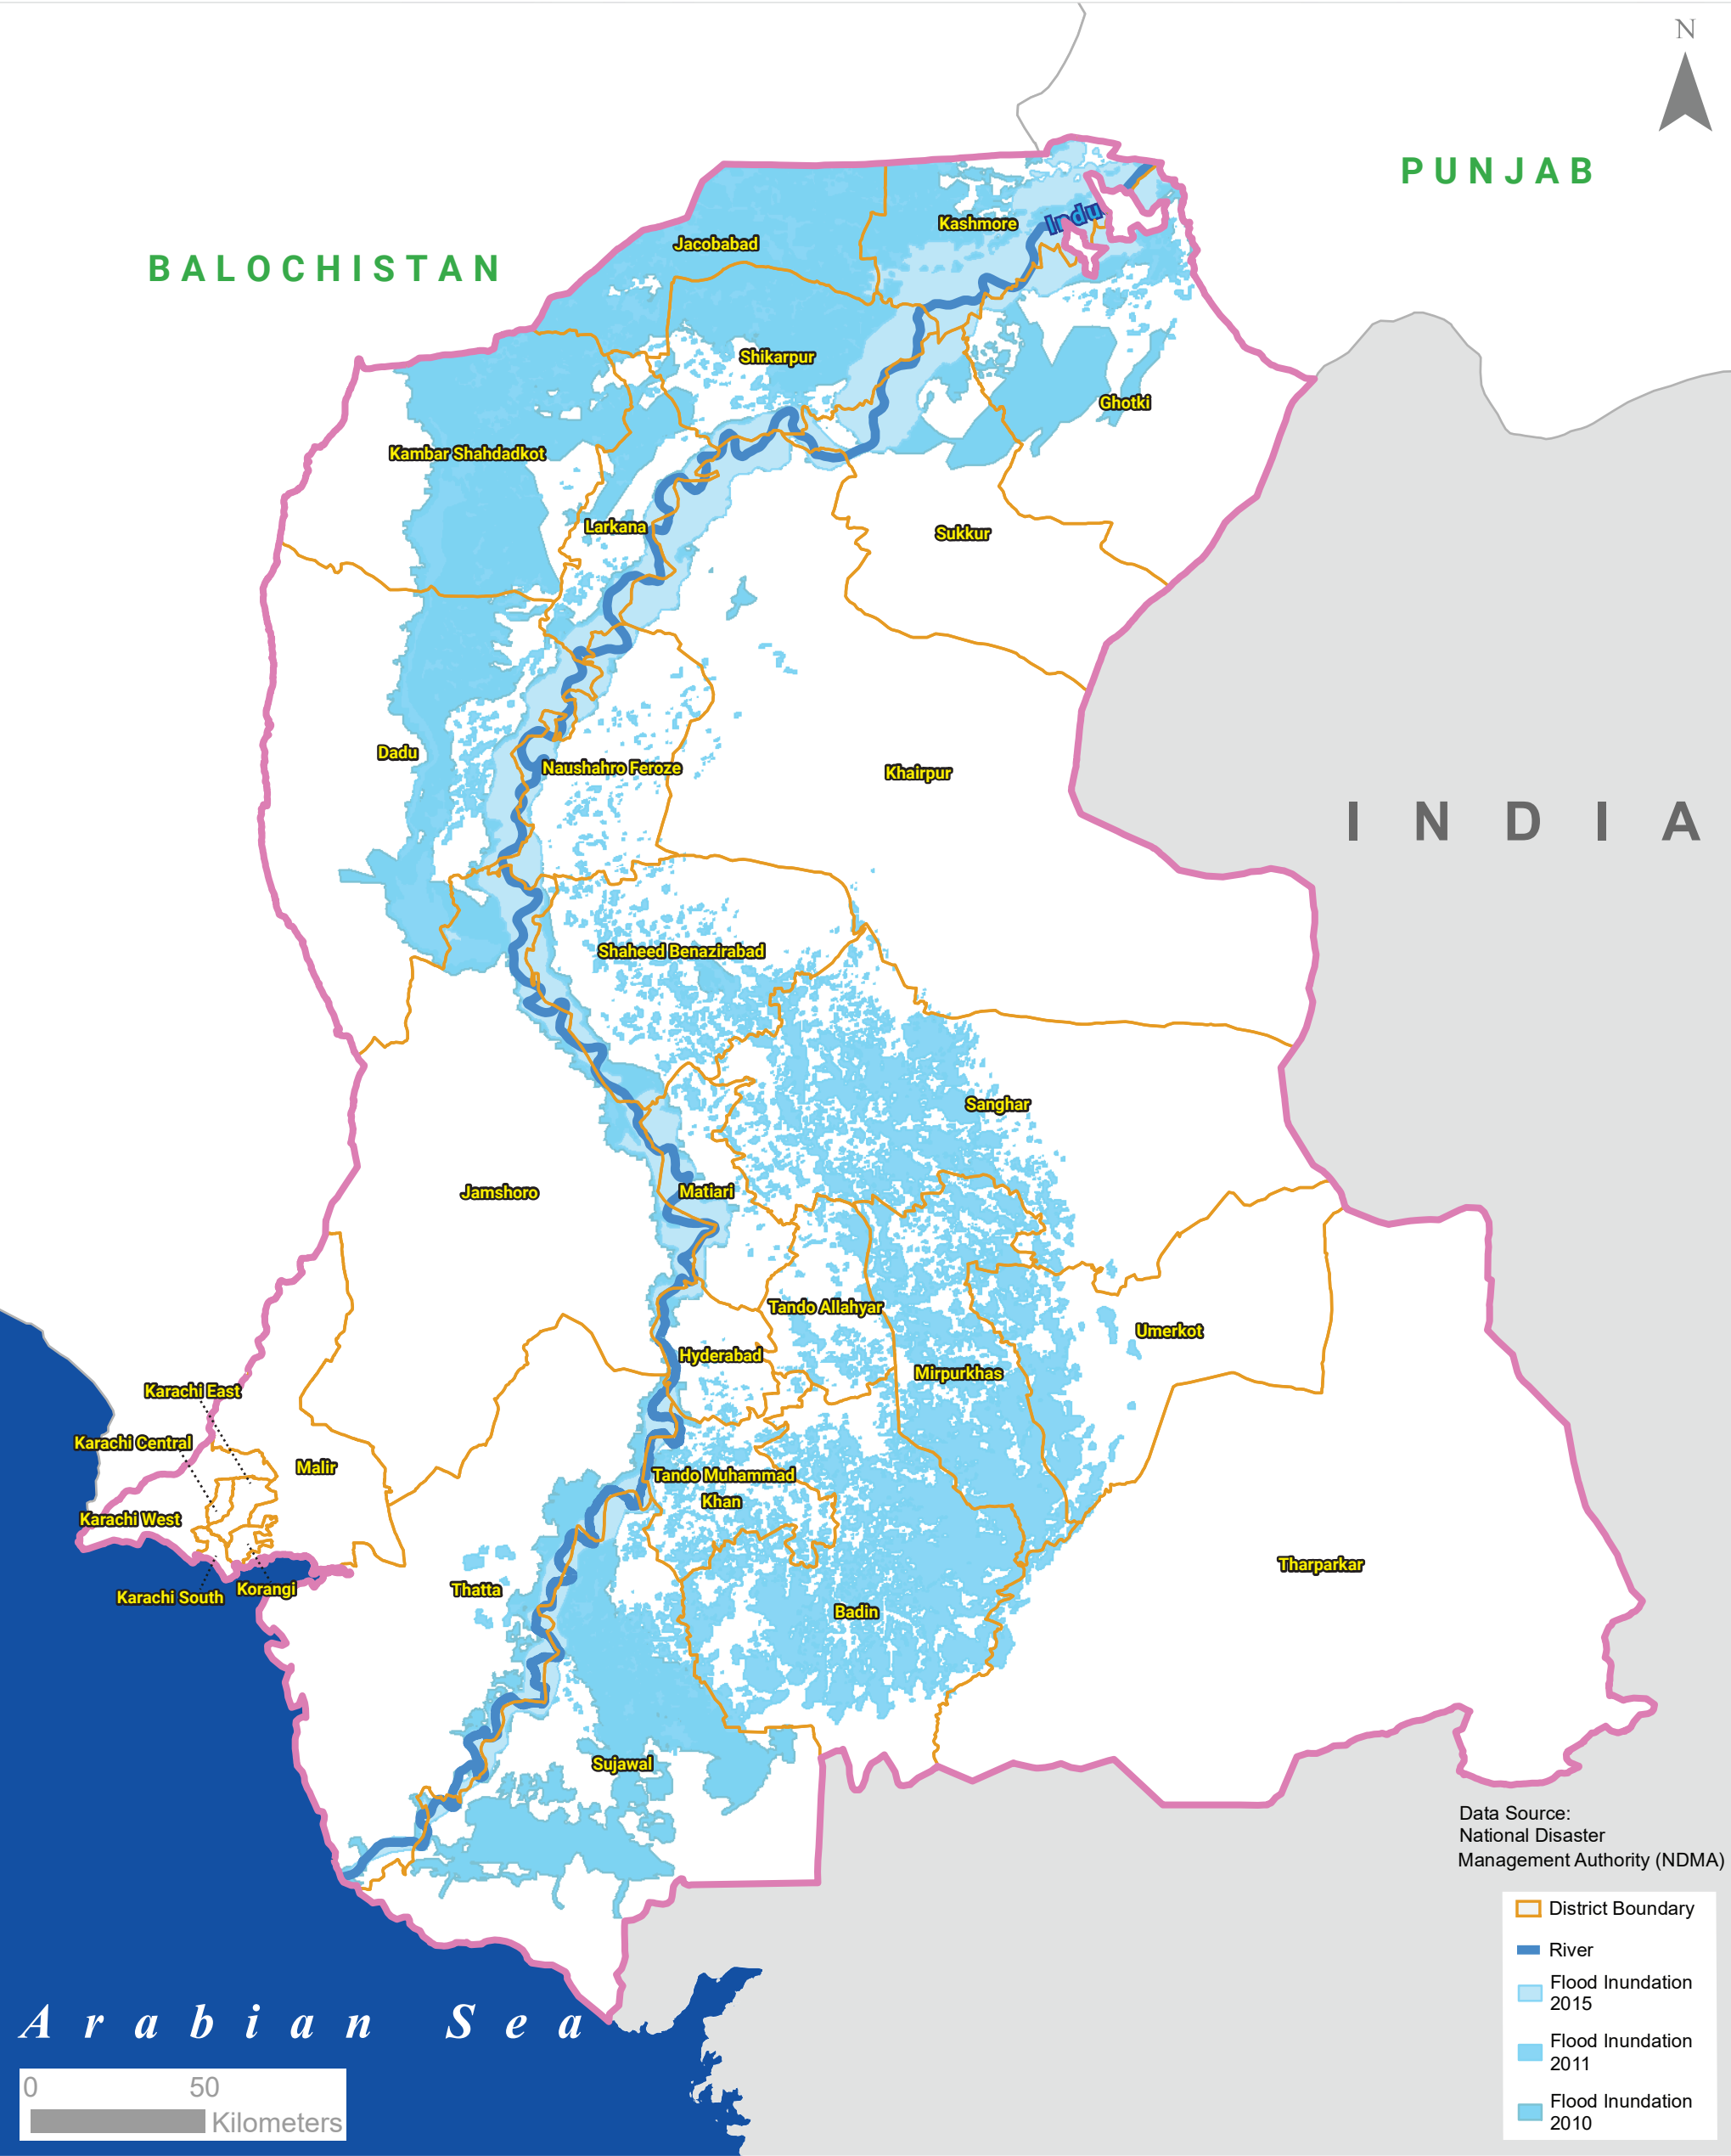 N
PUNJAB
BALOCHISTAN
Indu
Kashmore
Jacobabad
Shikarpur
Ghotki
Kambar Shahdadkot
Larkana
Sukkur
Dadu
Naushahro Feroze
Khairpur
INDIA
Shaheed Benazirabad
Sanghar
Jamshoro
Matiari
Tando Allahyar
Umerkot
Hyderabad
Mirpurkhas
Karachi East
Karachi Central
Malir
Tando Muhammad
Khan
Karachi West
Tharparkar
Thatta
Korangi
Karachi South
Badin
Sujawal
Data Source:
National Disaster
Management Authority (NDMA)
District Boundary
River
Flood Inundation
2015
Flood Inundation
2011
Flood Inundation
2010
Arabian Sea
0 50
Kilometers